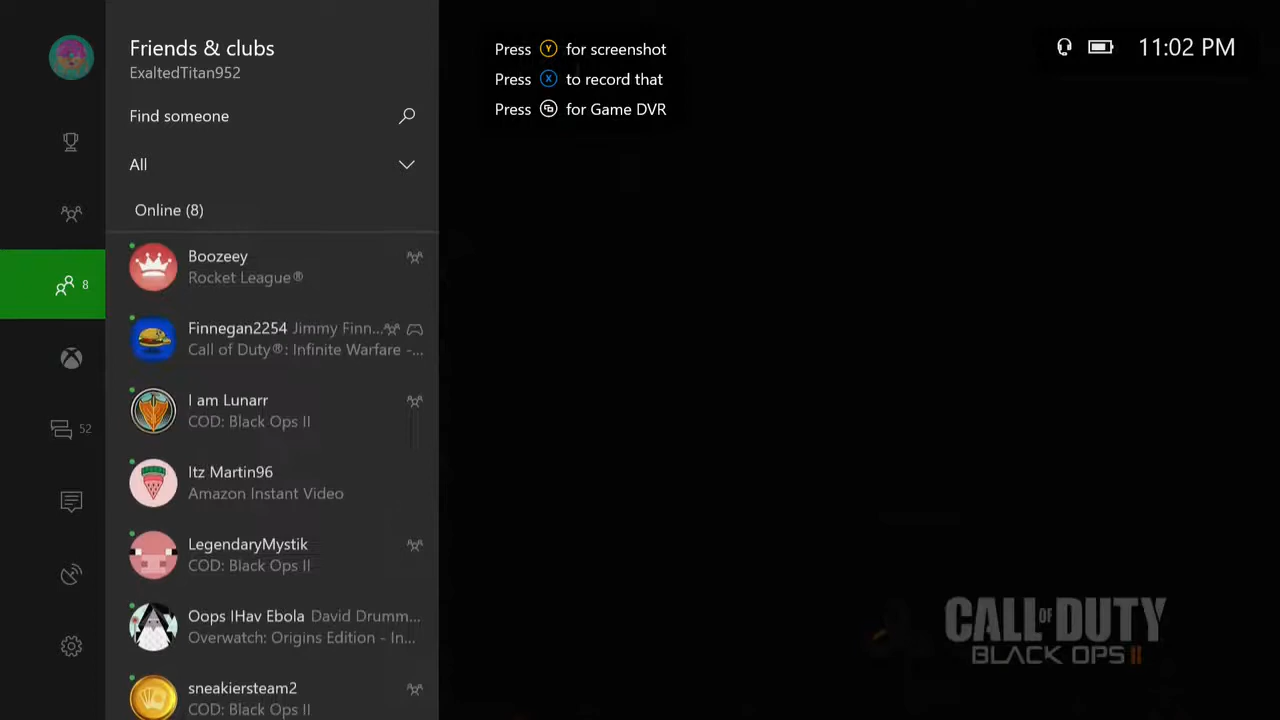 Friends & clubs
ExaltedTitan952
Find someone
All
Online (8)
Boozeey
Rocket League®
Finnegan2254 Jimmy Finn...
Call of Duty®: Infinite Warfare -...
I am Lunarr
COD: Black Ops II
Itz Martin96
Amazon Instant Video
LegendaryMystik
COD: Black Ops II
Oops IHav Ebola David Drumm...
Overwatch: Origins Edition - In...
sneakiersteam2
COD: Black Ops II
8
52
Press Y for screenshot
Press X to record that
Press for Game DVR
11:02 PM
CALL OF DUTY
BLACK OPS II